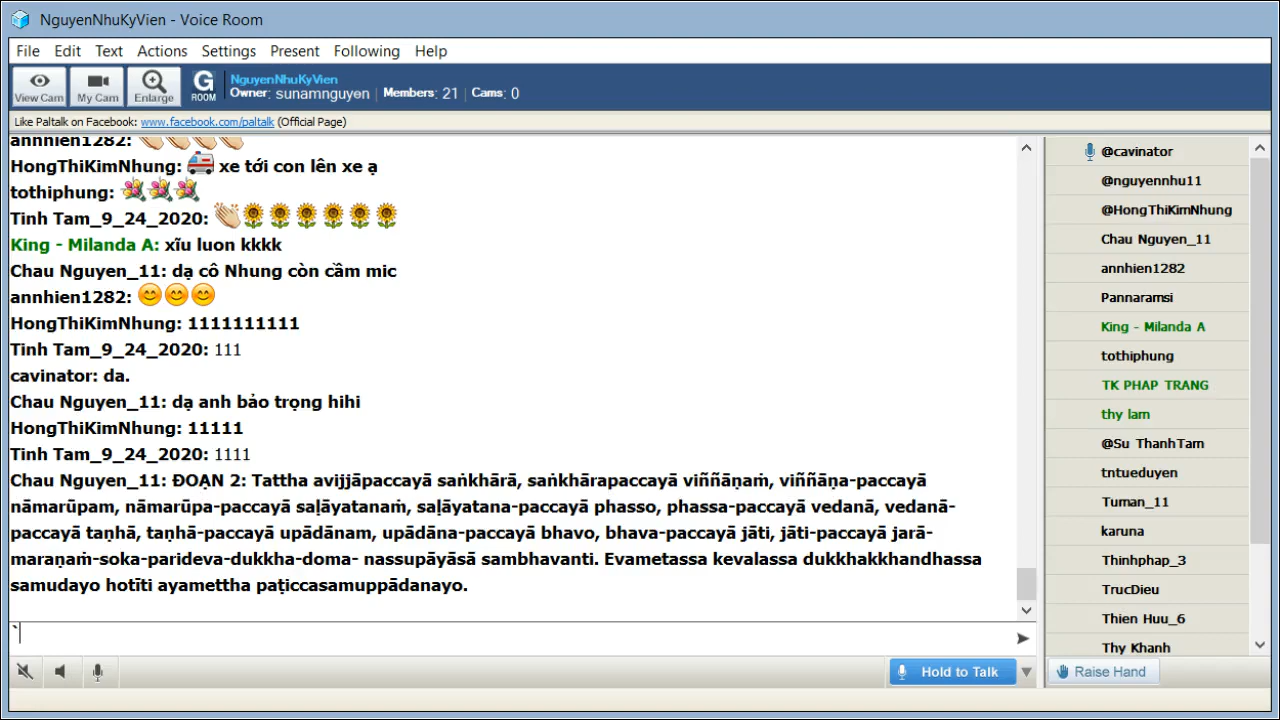 NguyenNhuKyVien - Voice Room
File Edit Text Actions Settings Present Following Help
View Cam My Cam Enlarge G ROOM
NguyenNhuKyVien
Owner: sunamnguyen | Members: 21 | Cams: 0
Like Paltalk on Facebook: www.facebook.com/paltalk (Official Page)
annhien1282:
HongThiKimNhung: xe tới con lên xe ạ
tothiphung:
Tinh Tam_9_24_2020:
King - Milanda A: xĩu luon kkkk
Chau Nguyen_11: dạ cô Nhung còn cầm mic
annhien1282:
HongThiKimNhung: 1111111111
Tinh Tam_9_24_2020: 111
cavinator: da.
Chau Nguyen_11: dạ anh bảo trọng hihi
HongThiKimNhung: 11111
Tinh Tam_9_24_2020: 1111
Chau Nguyen_11: ĐOẠN 2: Tattha avijjāpaccayā saṅkhārā, saṅkhārapaccayā viññāṇaṁ, viññāṇa-paccayā
nāmarūpam, nāmarūpa-paccayā saḷāyatanaṁ, saḷāyatana-paccayā phasso, phassa-paccayā vedanā, vedanā-
paccayā taṇhā, taṇhā-paccayā upādānam, upādāna-paccayā bhavo, bhava-paccayā jāti, jāti-paccayā jarā-
maraṇaṁ-soka-parideva-dukkha-doma- nassupāyāsā sambhavanti. Evametassa kevalassa dukkhakkhandhassa
samudayo hotīti ayamettha paṭiccasamuppādanayo.
`
Hold to Talk
@cavinator
@nguyennhu11
@HongThiKimNhung
Chau Nguyen_11
annhien1282
Pannaramsi
King - Milanda A
tothiphung
TK PHAP TRANG
thy lam
@Su ThanhTam
tntueduyen
Tuman_11
karuna
Thinhphap_3
TrucDieu
Thien Huu_6
Thy Khanh
Raise Hand